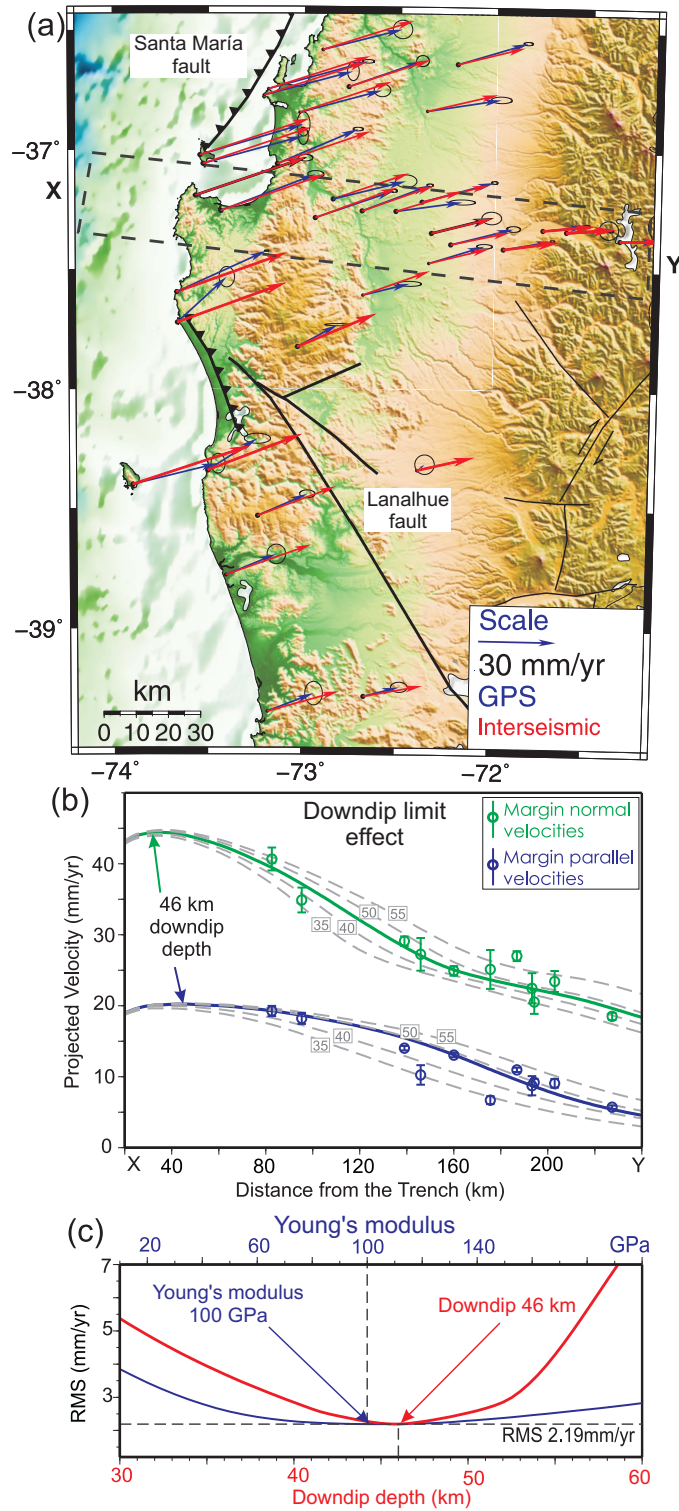 (a)
Santa María
fault
−37°
X
Y
−38°
Lanalhue
fault
−39°
Scale
30 mm/yr
GPS
Interseismic
km
0 10 20 30
−74°
−73°
−72°
(b)
Downdip limit
effect
Margin normal
velocities
Margin parallel
velocities
46 km
downdip
depth
35
40
50
55
35
40
50
55
Projected Velocity (mm/yr)
40
30
20
10
0
X
40
80
120
160
200
Y
Distance from the Trench (km)
(c)
Young's modulus
20
60
100
140
GPa
Young's modulus
100 GPa
Downdip 46 km
RMS (mm/yr)
7
5
3
RMS 2.19mm/yr
30
40
50
60
Downdip depth (km)